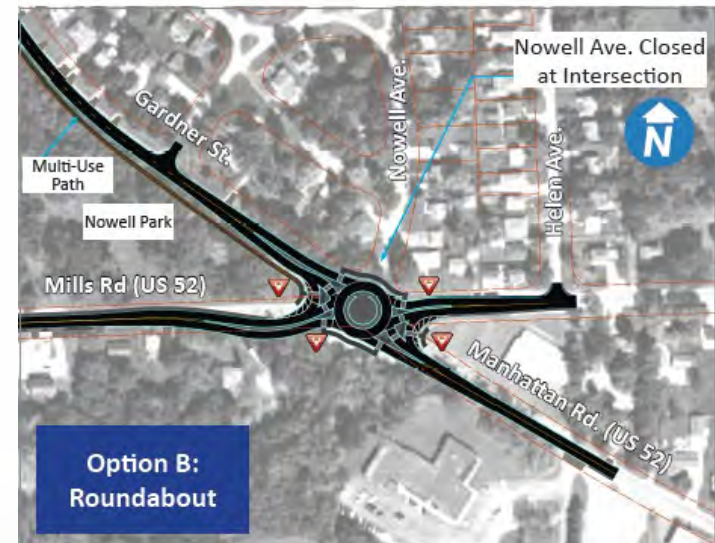 Nowell Ave. Closed
at Intersection
N
Gardner St.
Nowell Ave.
Helen Ave.
Multi-Use
Path
Nowell Park
Mills Rd (US 52)
Manhattan Rd. (US 52)
Option B:
Roundabout